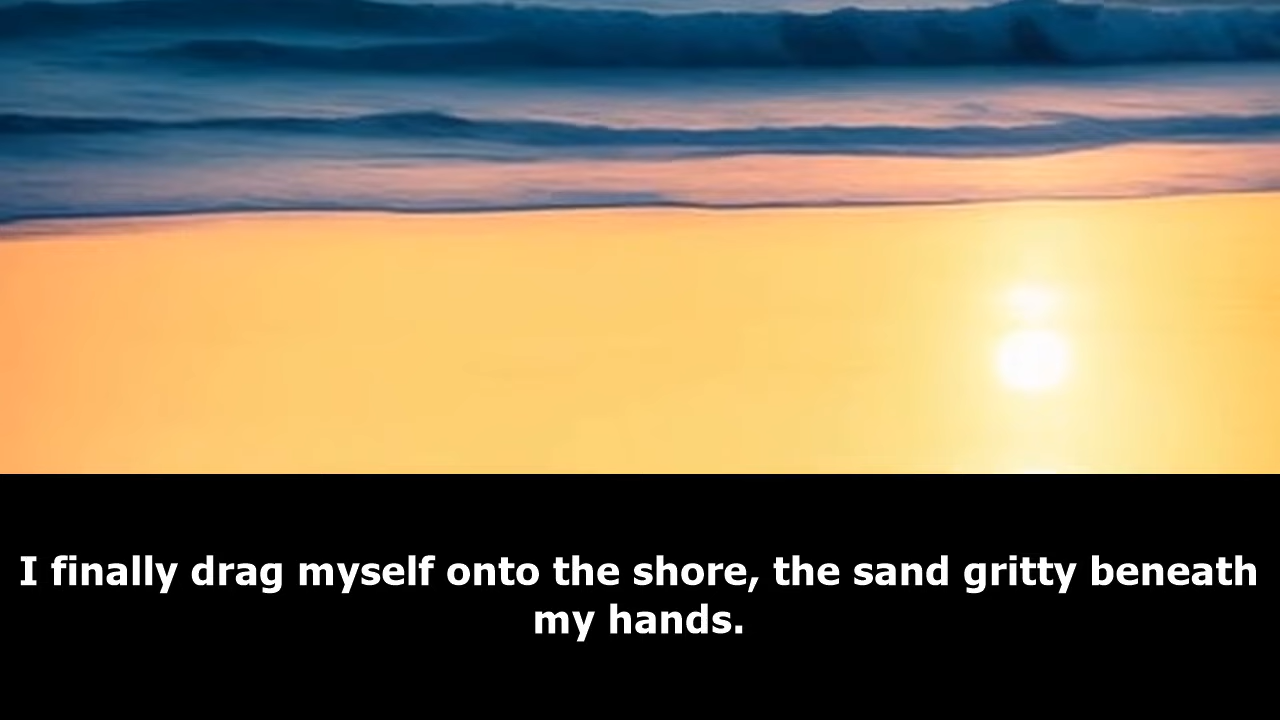 I finally drag myself onto the shore, the sand gritty beneath
my hands.